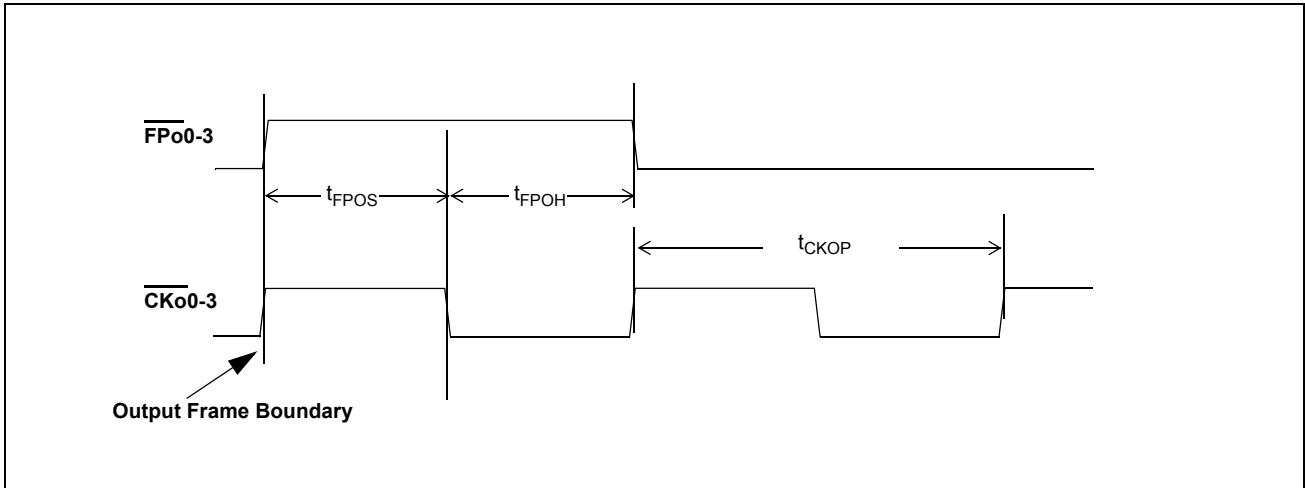 FPo0-3
tFPOS
tFPOH
tCKOP
CKo0-3
Output Frame Boundary